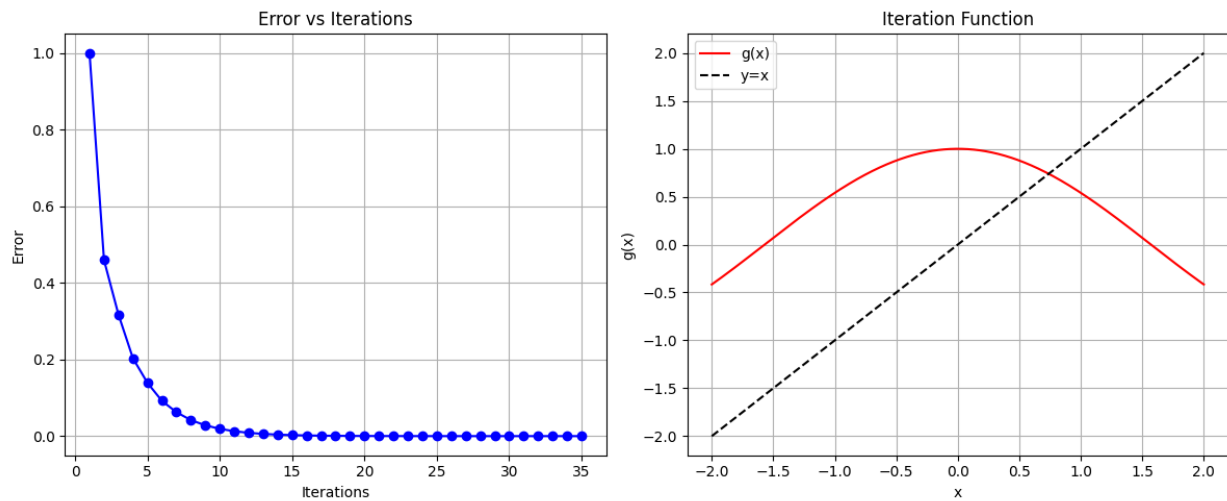 Error vs Iterations
1.0
0.8
0.6
0.4
0.2
0.0
Error
0 5 10 15 20 25 30 35
Iterations
Iteration Function
g(x)
y=x
2.0
1.5
1.0
0.5
0.0
−0.5
−1.0
−1.5
−2.0
g(x)
−2.0 −1.5 −1.0 −0.5 0.0 0.5 1.0 1.5 2.0
x